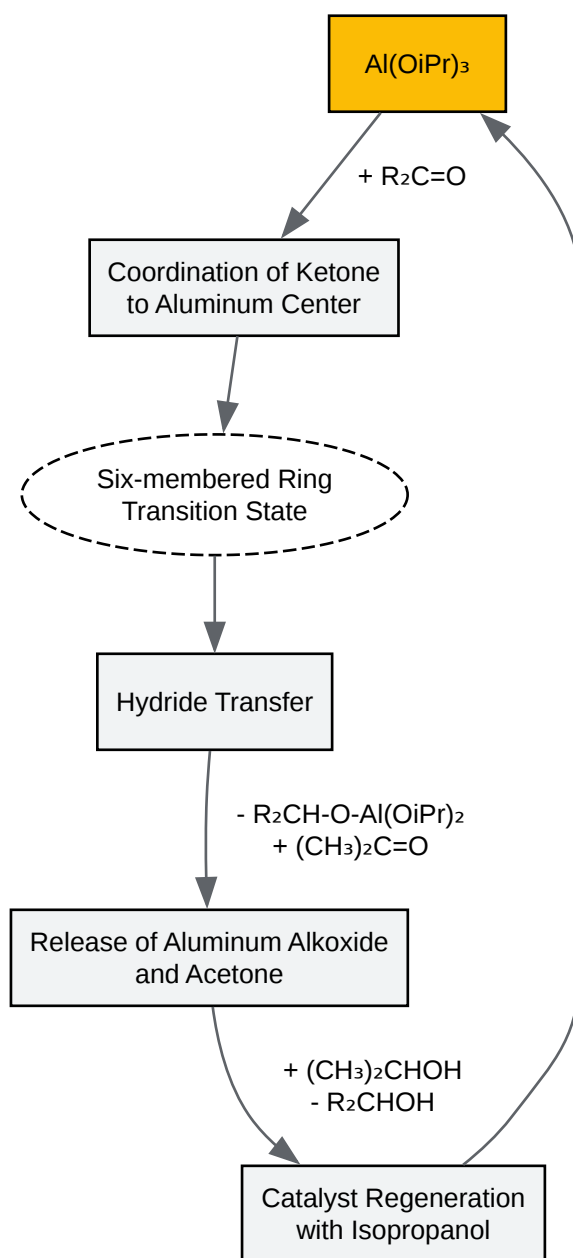 Al(OiPr)₃
+ R₂C=O
Coordination of Ketone
to Aluminum Center
Six-membered Ring
Transition State
Hydride Transfer
- R₂CH-O-Al(OiPr)₂
+ (CH₃)₂C=O
Release of Aluminum Alkoxide
and Acetone
+ (CH₃)₂CHOH
- R₂CHOH
Catalyst Regeneration
with Isopropanol